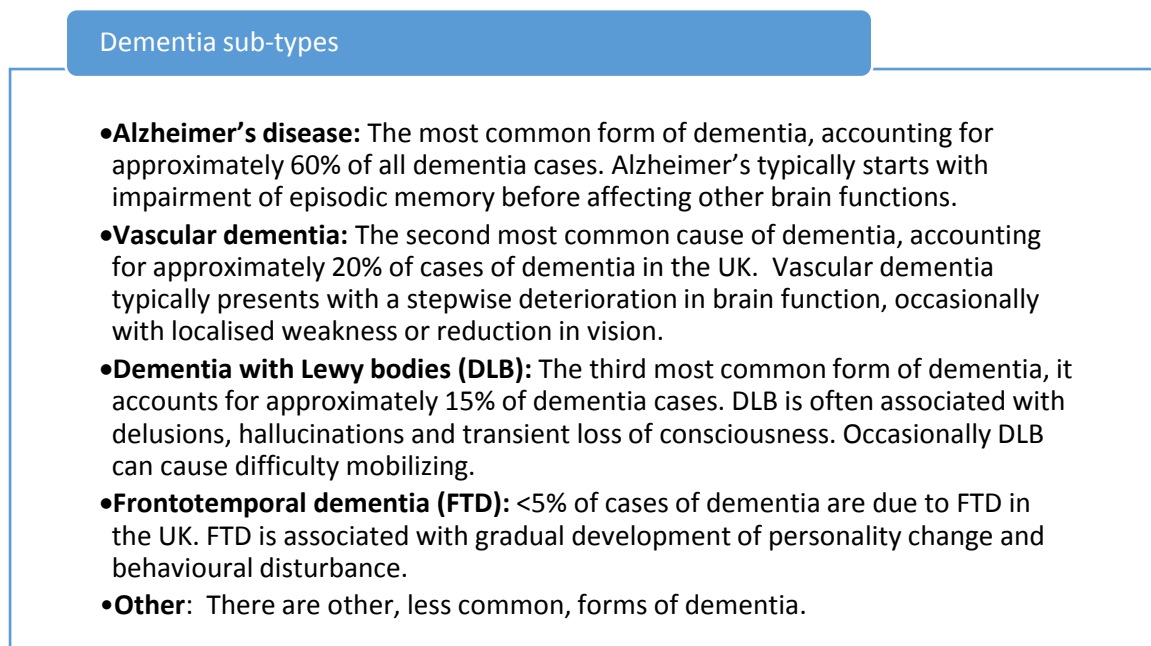 Dementia sub-types
•Alzheimer’s disease: The most common form of dementia, accounting for
approximately 60% of all dementia cases. Alzheimer’s typically starts with
impairment of episodic memory before affecting other brain functions.
•Vascular dementia: The second most common cause of dementia, accounting
for approximately 20% of cases of dementia in the UK.  Vascular dementia
typically presents with a stepwise deterioration in brain function, occasionally
with localised weakness or reduction in vision.
•Dementia with Lewy bodies (DLB): The third most common form of dementia, it
accounts for approximately 15% of dementia cases. DLB is often associated with
delusions, hallucinations and transient loss of consciousness. Occasionally DLB
can cause difficulty mobilizing.
•Frontotemporal dementia (FTD): <5% of cases of dementia are due to FTD in
the UK. FTD is associated with gradual development of personality change and
behavioural disturbance.
•Other:  There are other, less common, forms of dementia.